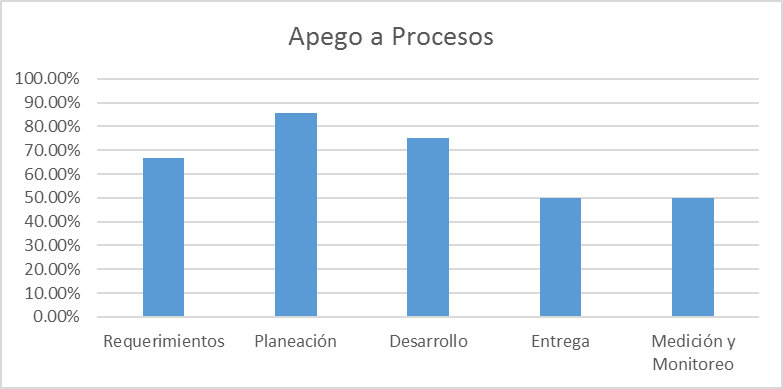 Apego a Procesos
100.00%
90.00%
80.00%
70.00%
60.00%
50.00%
40.00%
30.00%
20.00%
10.00%
0.00%
Requerimientos
Planeación
Desarrollo
Entrega
Medición y
Monitoreo